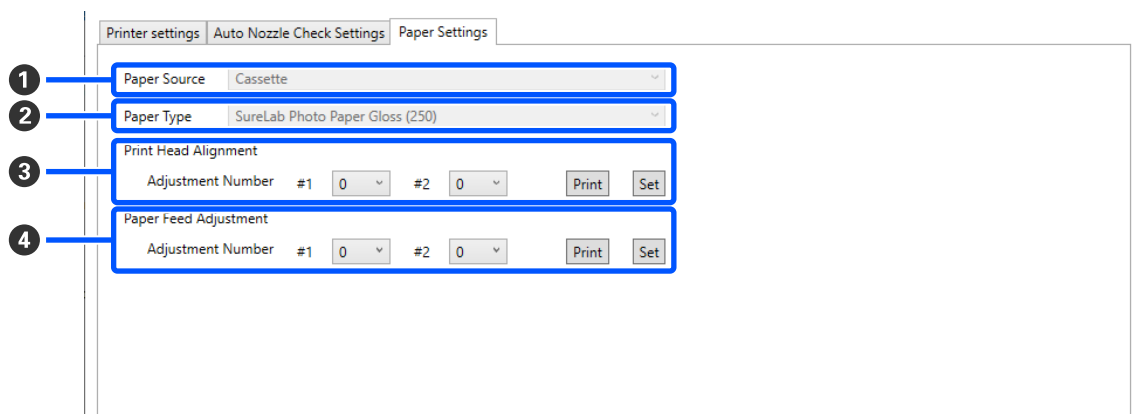 Printer settings Auto Nozzle Check Settings Paper Settings
1 Paper Source Cassette
2 Paper Type SureLab Photo Paper Gloss (250)
Print Head Alignment
3 Adjustment Number #1 0 #2 0 Print Set
Paper Feed Adjustment
4 Adjustment Number #1 0 #2 0 Print Set